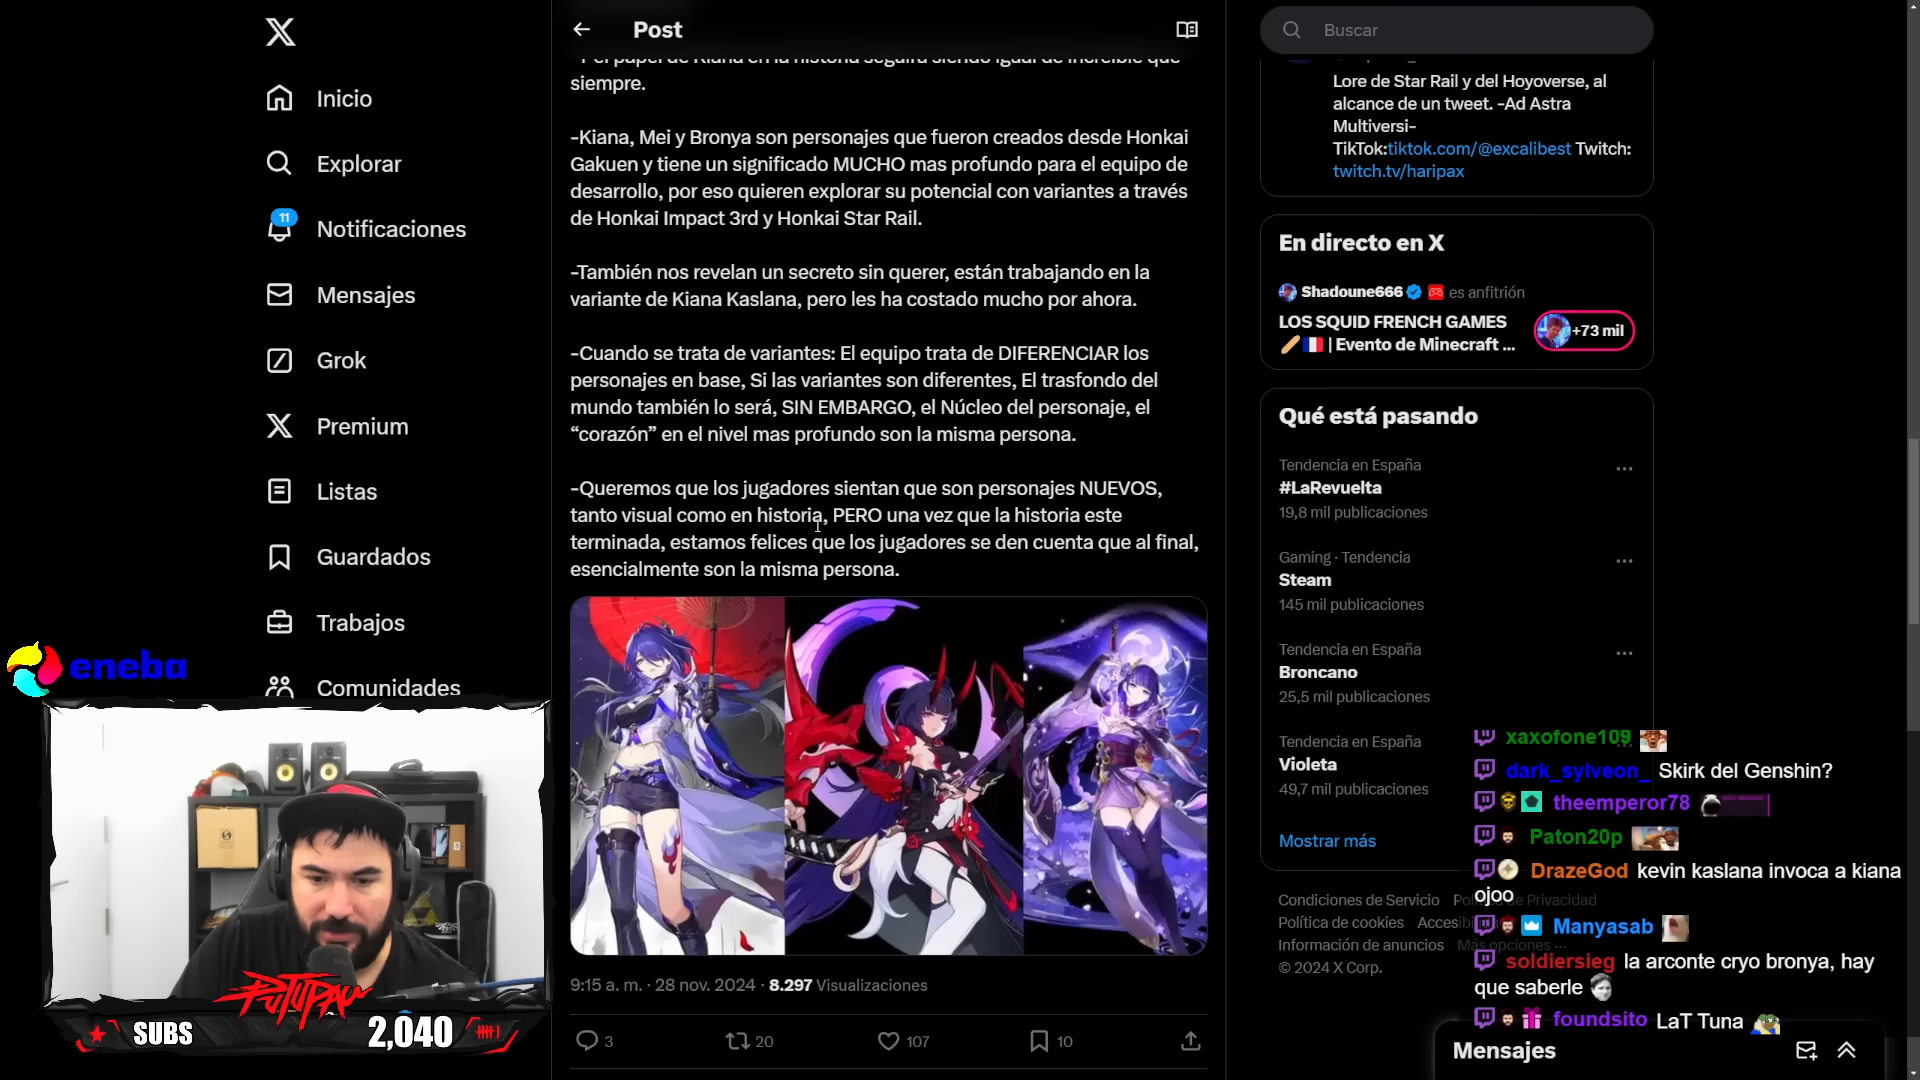 Inicio
Explorar
11
Notificaciones
Mensajes
Grok
Premium
Listas
Guardados
Trabajos
Comunidades
eneba
PUTUPAU
SUBS
2,040
Post
siempre.
-Kiana, Mei y Bronya son personajes que fueron creados desde Honkai
Gakuen y tiene un significado MUCHO mas profundo para el equipo de
desarrollo, por eso quieren explorar su potencial con variantes a través
de Honkai Impact 3rd y Honkai Star Rail.
-También nos revelan un secreto sin querer, están trabajando en la
variante de Kiana Kaslana, pero les ha costado mucho por ahora.
-Cuando se trata de variantes: El equipo trata de DIFERENCIAR los
personajes en base, Si las variantes son diferentes, El trasfondo del
mundo también lo será, SIN EMBARGO, el Núcleo del personaje, el
“corazón” en el nivel mas profundo son la misma persona.
-Queremos que los jugadores sientan que son personajes NUEVOS,
tanto visual como en historia, PERO una vez que la historia este
terminada, estamos felices que los jugadores se den cuenta que al final,
esencialmente son la misma persona.
9:15 a. m. · 28 nov. 2024 · 8.297 Visualizaciones
3
20
107
10
Buscar
Lore de Star Rail y del Hoyoverse, al
alcance de un tweet. -Ad Astra
Multiversi-
TikTok:tiktok.com/@excalibest Twitch:
twitch.tv/haripax
En directo en X
Shadoune666 es anfitrión
LOS SQUID FRENCH GAMES
| Evento de Minecraft ...
+73 mil
Qué está pasando
Tendencia en España
#LaRevuelta
19,8 mil publicaciones
Gaming · Tendencia
Steam
145 mil publicaciones
Tendencia en España
Broncano
25,5 mil publicaciones
Tendencia en España
Violeta
49,7 mil publicaciones
Mostrar más
Condiciones de Servicio
Política de cookies
Información de anuncios Más opciones ...
© 2024 X Corp.
xaxofone109
dark_sylveon_ Skirk del Genshin?
theemperor78
Paton20p
DrazeGod kevin kaslana invoca a kiana
ojoo
Manyasab
soldiersieg la arconte cryo bronya, hay
que saberle
foundsito LaT Tuna
Mensajes